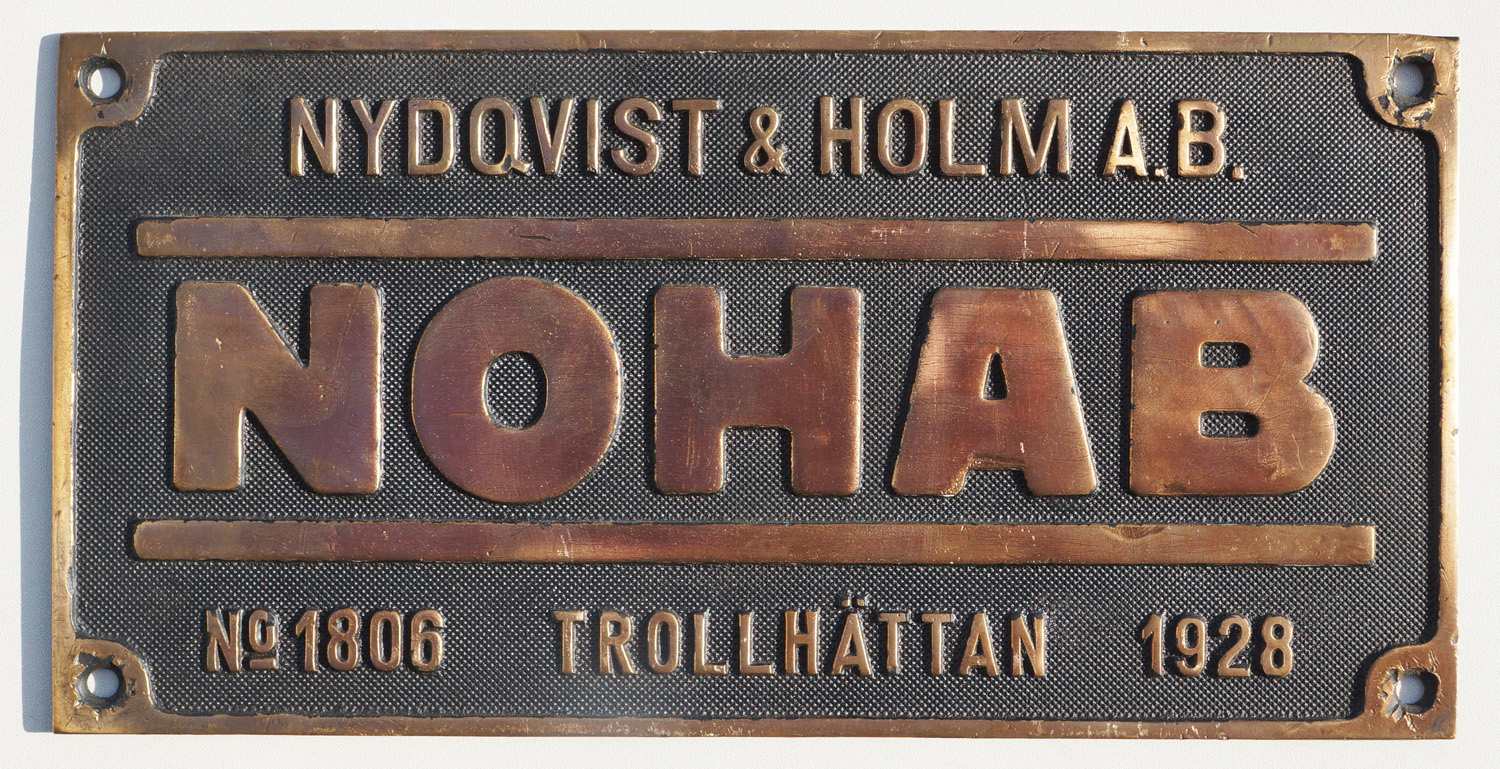 NYDQVIST & HOLM A.B.
NOHAB
No 1806 TROLLHÄTTAN 1928